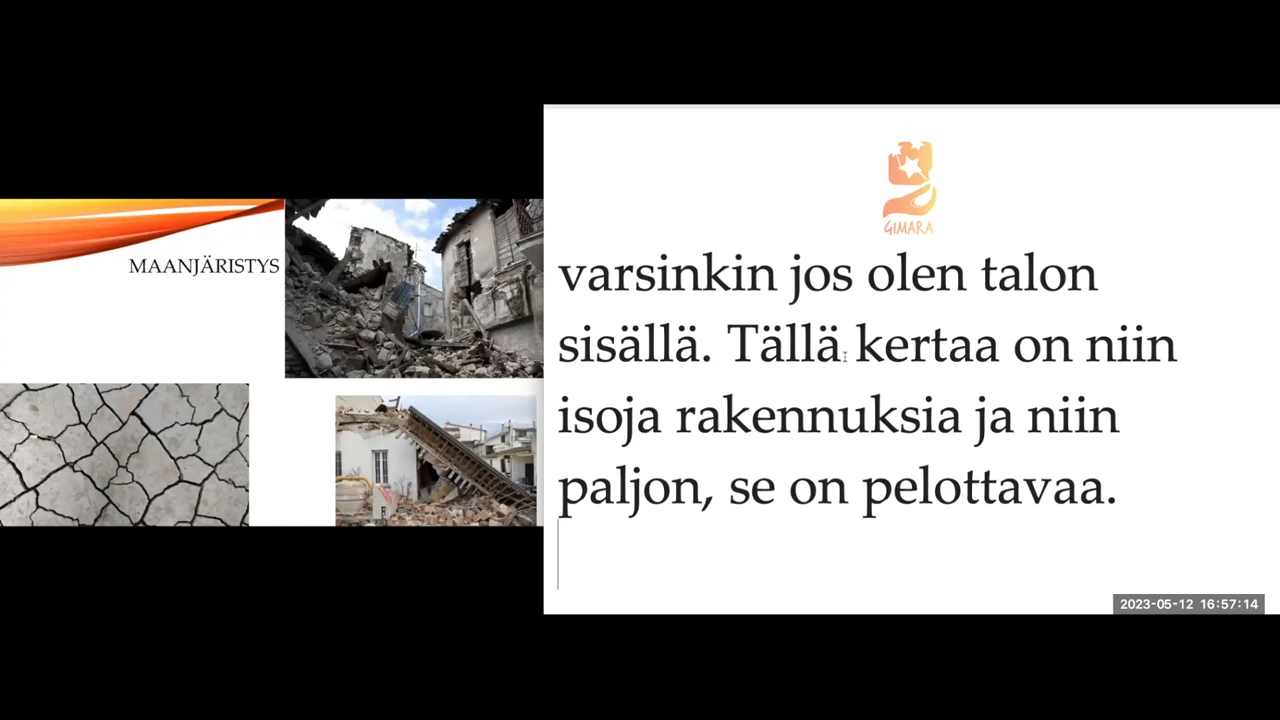 MAANJÄRISTYS
GIMARA
varsinkin jos olen talon
sisällä. Tällä kertaa on niin
isoja rakennuksia ja niin
paljon, se on pelottavaa.
2023-05-12 16:57:14